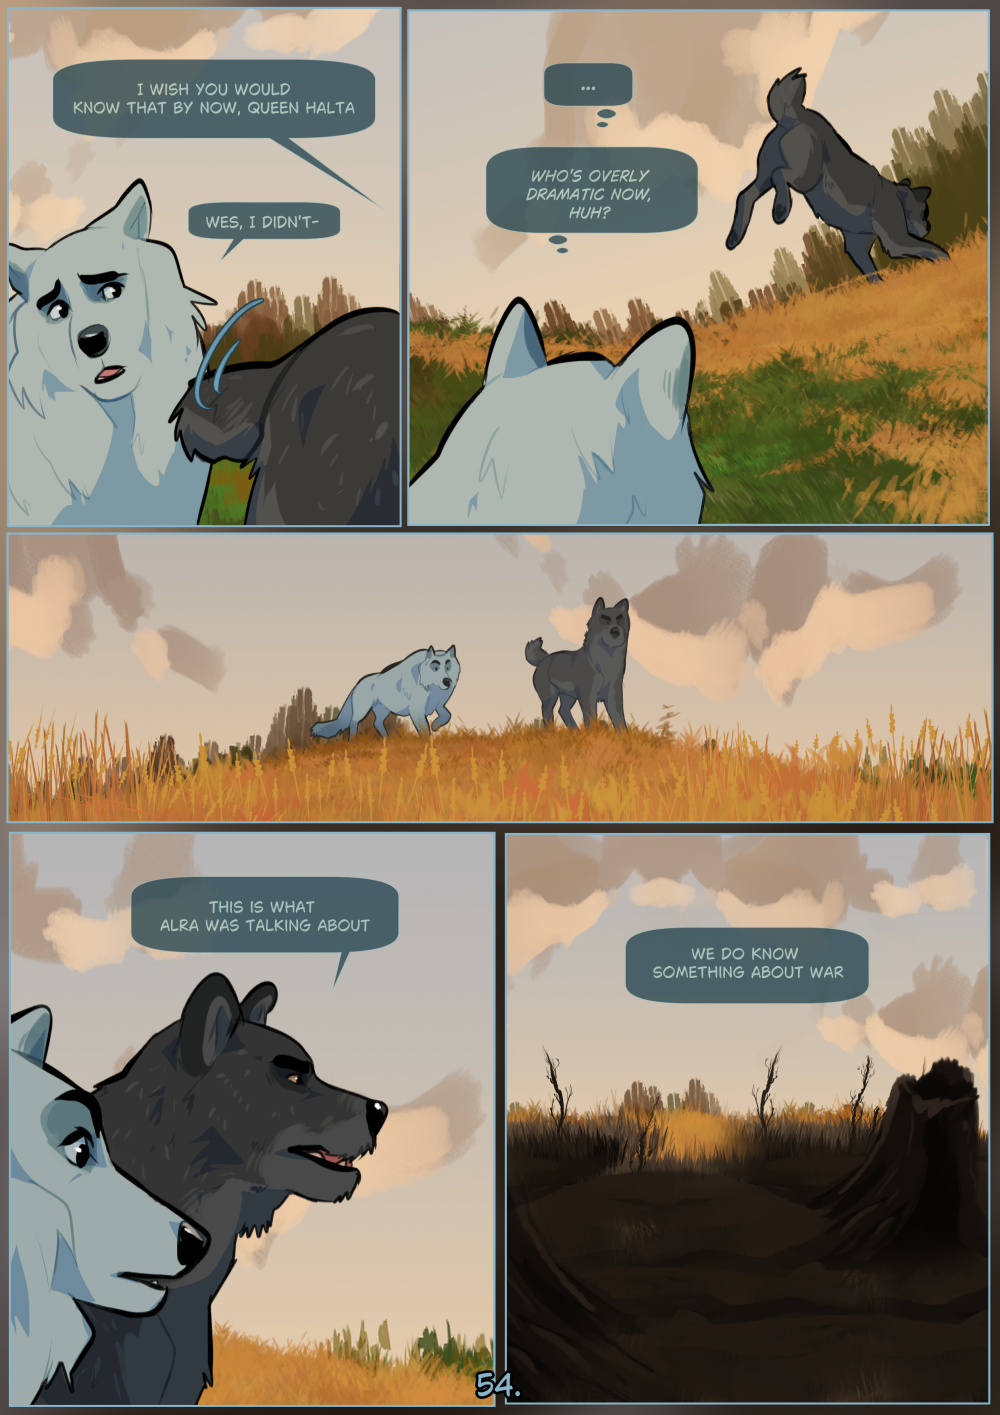 I WISH YOU WOULD
KNOW THAT BY NOW, QUEEN HALTA
WES, I DIDN'T-
...
WHO'S OVERLY
DRAMATIC NOW,
HUH?
THIS IS WHAT
ALRA WAS TALKING ABOUT
WE DO KNOW
SOMETHING ABOUT WAR
54.